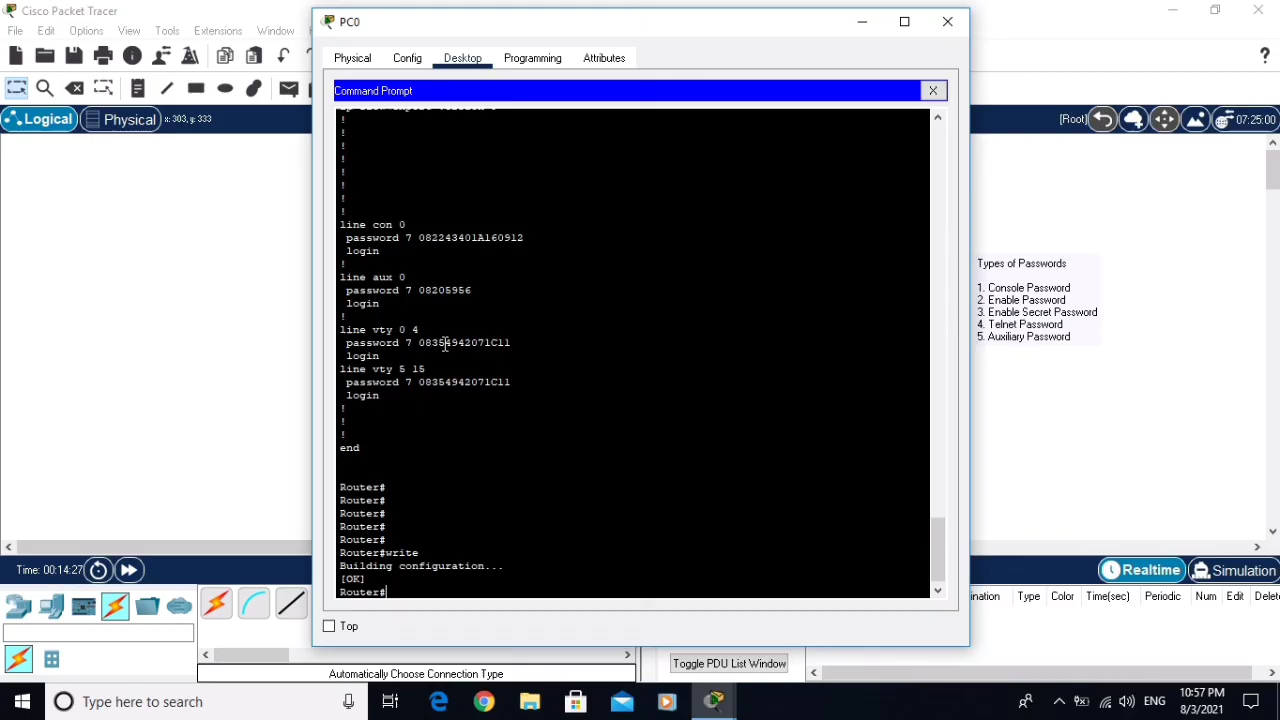 Cisco Packet Tracer
PC0
File Edit Options View Tools Extensions Window
Physical Config Desktop Programming Attributes
Command Prompt
Logical Physical x: 303, y: 333
[Root] 07:25:00
!
!
!
!
!
!
!
!
line con 0
password 7 082243401A160912
login
!
line aux 0
password 7 08205956
login
!
line vty 0 4
password 7 08354942071C11
login
line vty 5 15
password 7 08354942071C11
login
!
!
!
end
Router#
Router#
Router#
Router#
Router#
Router#write
Building configuration...
[OK]
Router#
Top
Types of Passwords
1. Console Password
2. Enable Password
3. Enable Secret Password
4. Telnet Password
5. Auxiliary Password
Time: 00:14:27
Realtime Simulation
ination Type Color Time(sec) Periodic Num Edit Delete
Automatically Choose Connection Type
Toggle PDU List Window
Type here to search
ENG
10:57 PM
8/3/2021